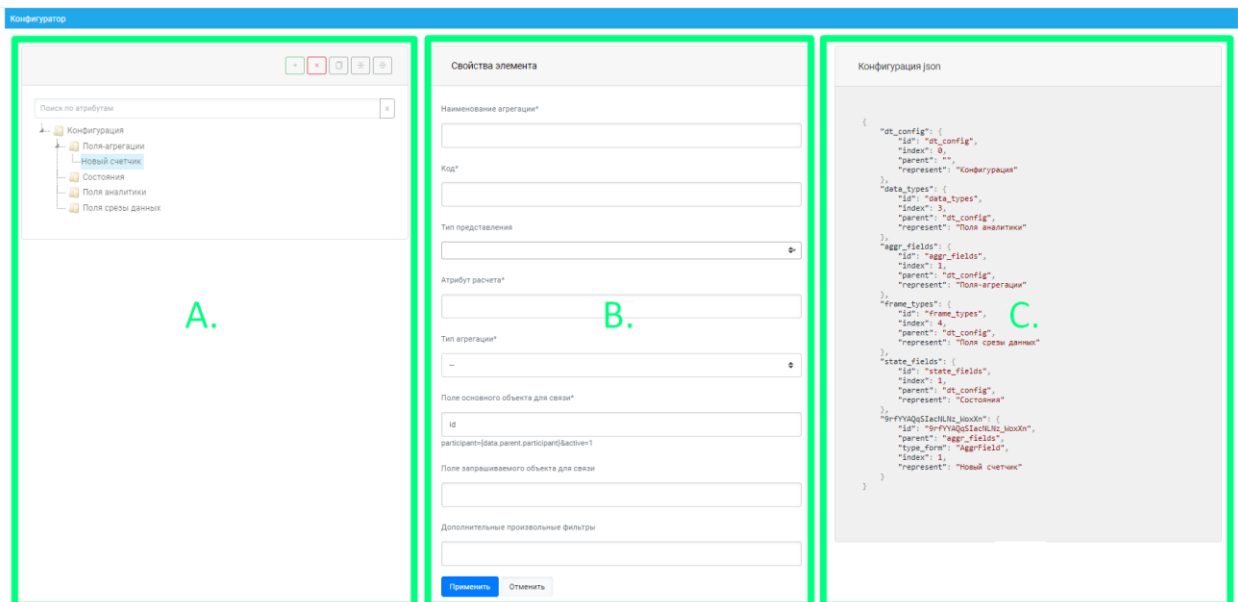 Конфигуратор
Поиск по атрибутам
x
Конфигурация
Поля-агрегации
Новый счетчик
Состояния
Поля аналитики
Поля срезы данных
A.
Свойства элемента
Наименование агрегации*
Код*
Тип представления
Атрибут расчета*
Тип агрегации*
--
Поле основного объекта для связи*
id
participant={data.parent.participant}&active=1
Поле запрашиваемого объекта для связи
Дополнительные произвольные фильтры
Применить Отменить
B.
Конфигурация json
{
"dt_config": {
"id": "dt_config",
"index": 0,
"parent": "",
"represent": "Конфигурация"
},
"data_types": {
"id": "data_types",
"index": 3,
"parent": "dt_config",
"represent": "Поля аналитики"
},
"aggr_fields": {
"id": "aggr_fields",
"index": 1,
"parent": "dt_config",
"represent": "Поля-агрегации"
},
"frame_types": {
"id": "frame_types",
"index": 4,
"parent": "dt_config",
"represent": "Поля срезы данных"
},
"state_fields": {
"id": "state_fields",
"index": 1,
"parent": "dt_config",
"represent": "Состояния"
},
"9rfYYAQqSIacNLNz_WoxXn": {
"id": "9rfYYAQqSIacNLNz_WoxXn",
"parent": "aggr_fields",
"type_form": "AggrField",
"index": 1,
"represent": "Новый счетчик"
}
}
C.